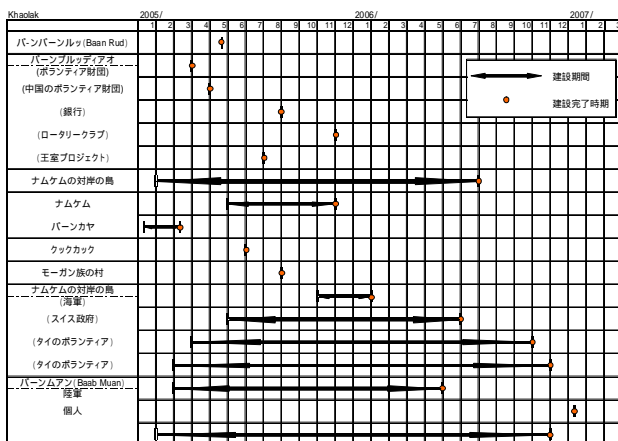 Khaolak 2005/ 2006/ 2007/
1 2 3 4 5 6 7 8 9 10 11 12 1 2 3 4 5 6 7 8 9 10 11 12 1 2 3
バーンバーンルッ(Baan Rud)
バーンブルッディアオ
(ボランティア財団)
(中国のボランティア財団)
(銀行)
(ロータリークラブ)
(王室プロジェクト)
ナムケムの対岸の島
ナムケム
バーンカヤ
クックカック
モーガン族の村
ナムケムの対岸の島
(海軍)
(スイス政府)
(タイのボランティア)
(タイのボランティア)
バーンムアン(Baab Muan)
陸軍
個人
建設期間
建設完了時期